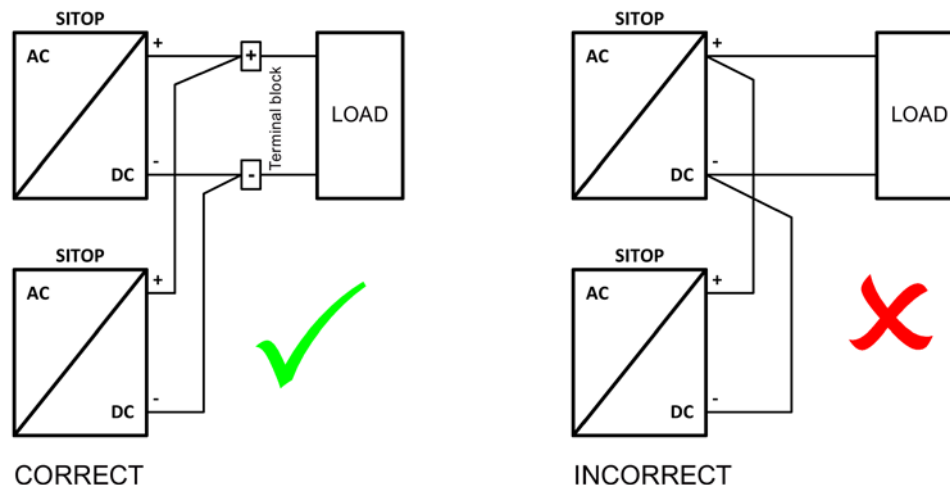 SITOP
AC
+
-
DC
+
-
Terminal block
LOAD
SITOP
AC
+
-
DC
CORRECT
SITOP
AC
+
-
DC
LOAD
SITOP
AC
+
-
DC
INCORRECT